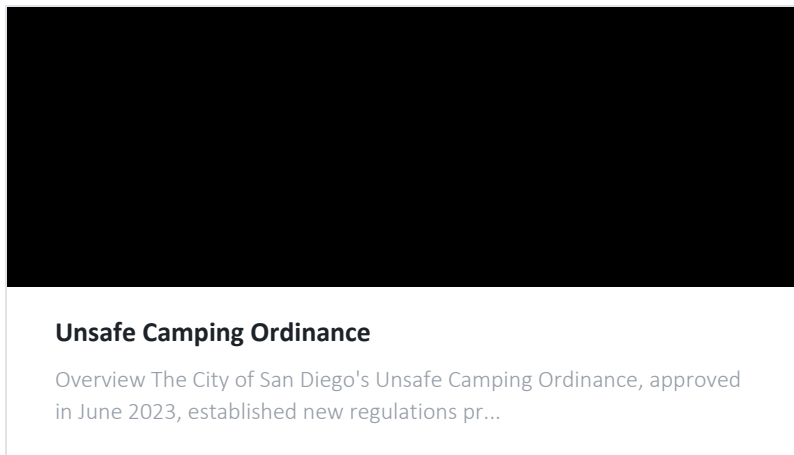 Unsafe Camping Ordinance
Overview The City of San Diego's Unsafe Camping Ordinance, approved
in June 2023, established new regulations pr...